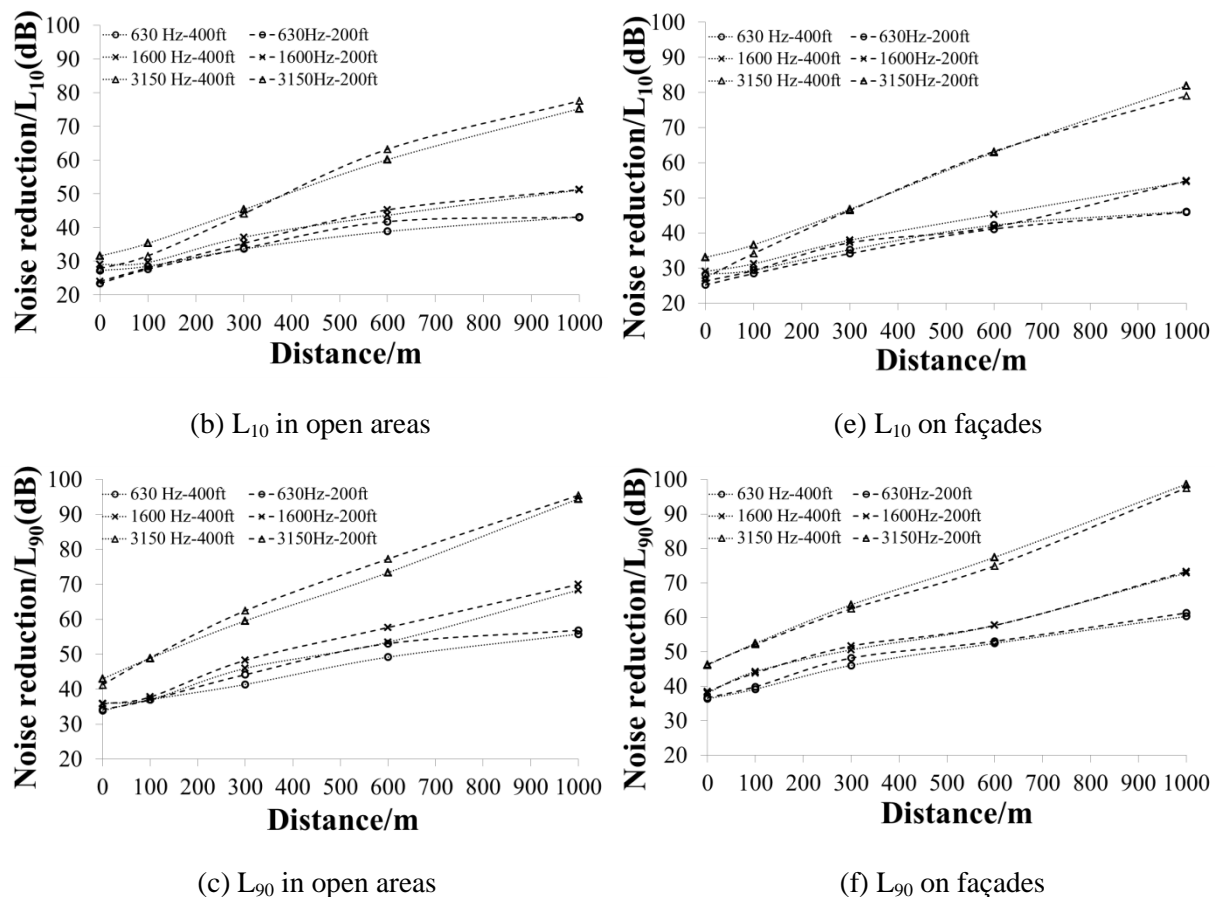 Noise reduction/L10(dB)
100
90
80
70
60
50
40
30
20
630 Hz-400ft 630Hz-200ft
1600 Hz-400ft 1600Hz-200ft
3150 Hz-400ft 3150Hz-200ft
0 100 200 300 400 500 600 700 800 900 1000
Distance/m
(b) L10 in open areas
Noise reduction/L10(dB)
100
90
80
70
60
50
40
30
20
630 Hz-400ft 630Hz-200ft
1600 Hz-400ft 1600Hz-200ft
3150 Hz-400ft 3150Hz-200ft
0 100 200 300 400 500 600 700 800 900 1000
Distance/m
(e) L10 on façades
Noise reduction/L90(dB)
100
90
80
70
60
50
40
30
20
630 Hz-400ft 630Hz-200ft
1600 Hz-400ft 1600Hz-200ft
3150 Hz-400ft 3150Hz-200ft
0 100 200 300 400 500 600 700 800 900 1000
Distance/m
(c) L90 in open areas
Noise reduction/L90(dB)
100
90
80
70
60
50
40
30
20
630 Hz-400ft 630Hz-200ft
1600 Hz-400ft 1600Hz-200ft
3150 Hz-400ft 3150Hz-200ft
0 100 200 300 400 500 600 700 800 900 1000
Distance/m
(f) L90 on façades